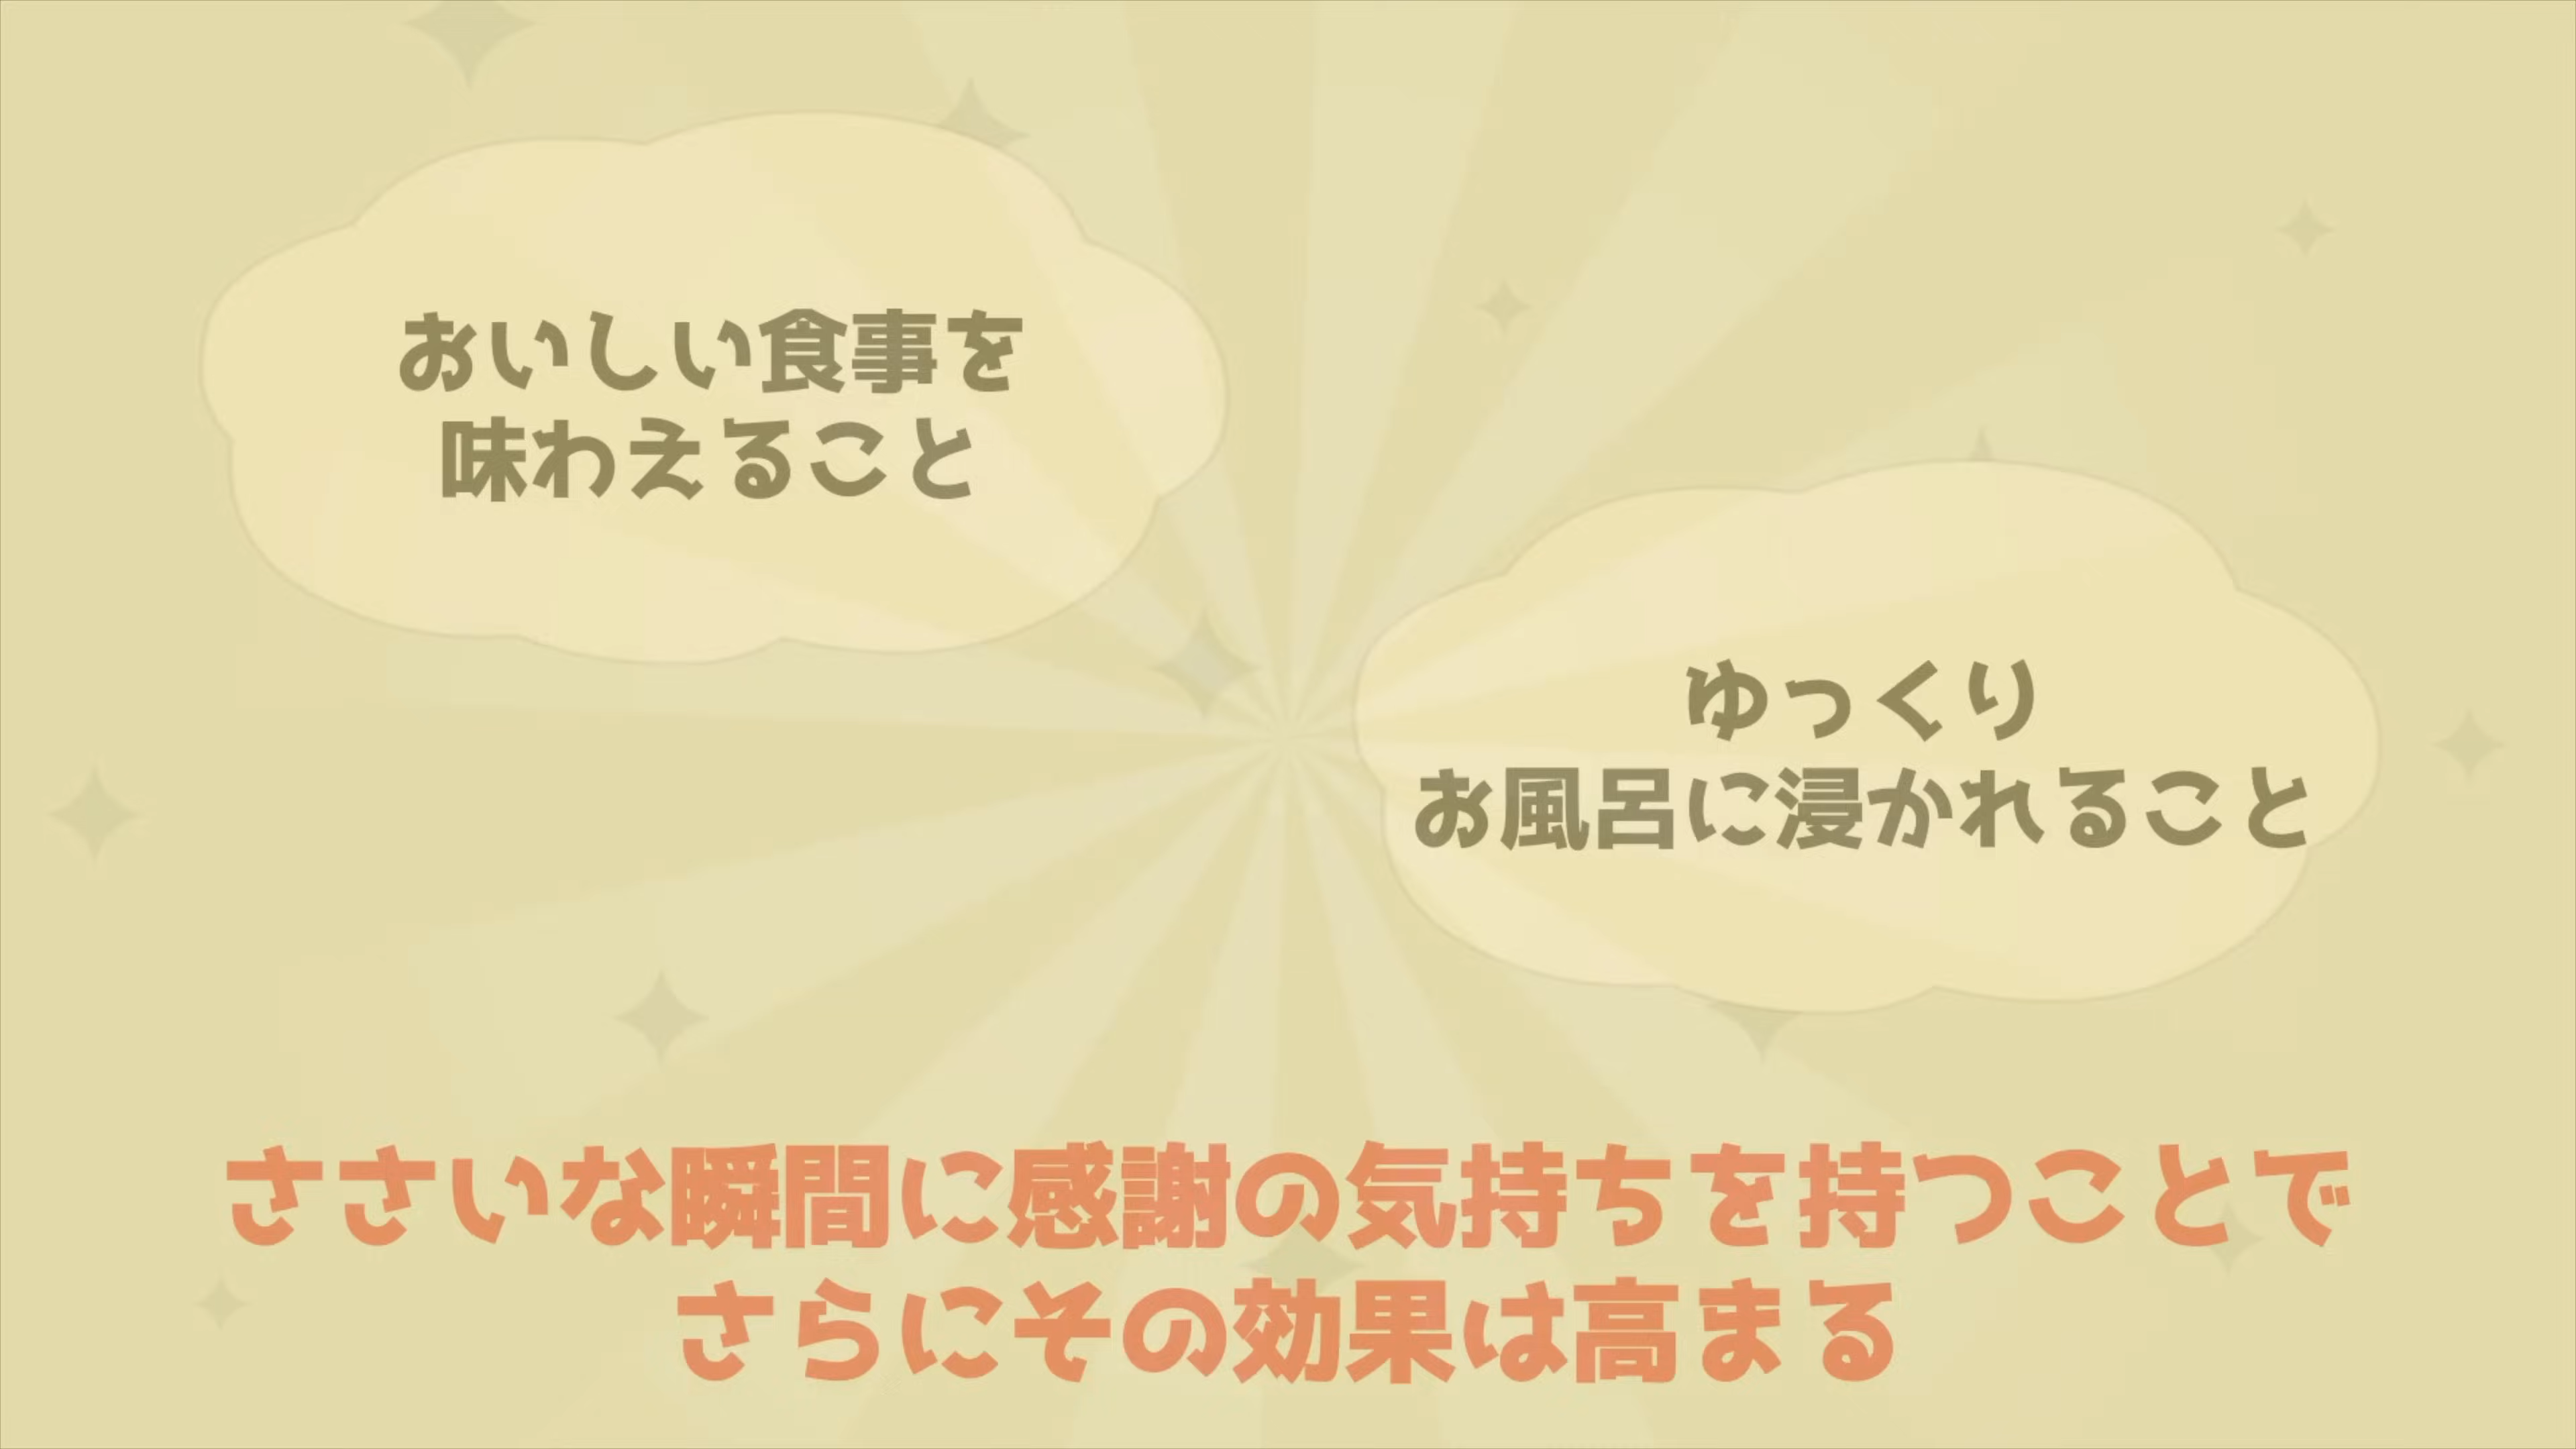 おいしい食事を
味わえること
ゆっくり
お風呂に浸かれること
ささいな瞬間に感謝の気持ちを持つことで
さらにその効果は高まる